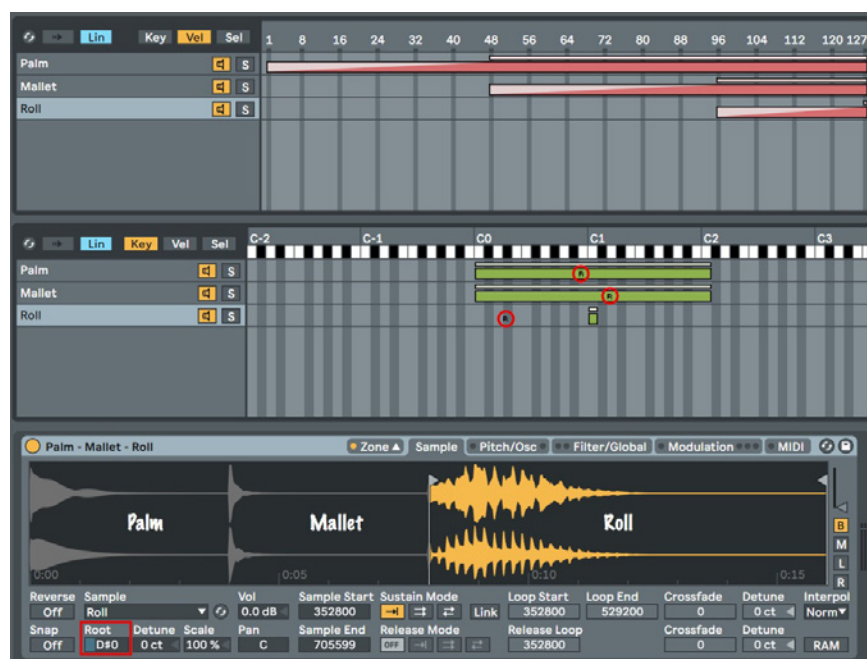 Lin Key Vel Sel 1 8 16 24 32 40 48 56 64 72 80 88 96 104 112 120 127
Palm S
Mallet S
Roll S
Lin Key Vel Sel C-2 C-1 C0 C1 C2 C3
Palm S R
Mallet S R
Roll S R
Palm - Mallet - Roll Zone Sample Pitch/Osc Filter/Global Modulation MIDI
Palm Mallet Roll
B
M
L
0:00 0:05 0:10 0:15 R
Reverse Sample Vol Sample Start Sustain Mode Loop Start Loop End Crossfade Detune Interpol
Off Roll 0.0 dB 352800 Link 352800 529200 0 0 ct Norm
Snap Root Detune Scale Pan Sample End Release Mode Release Loop Crossfade Detune
Off D#0 0 ct 100 % C 705599 OFF 352800 0 0 ct RAM